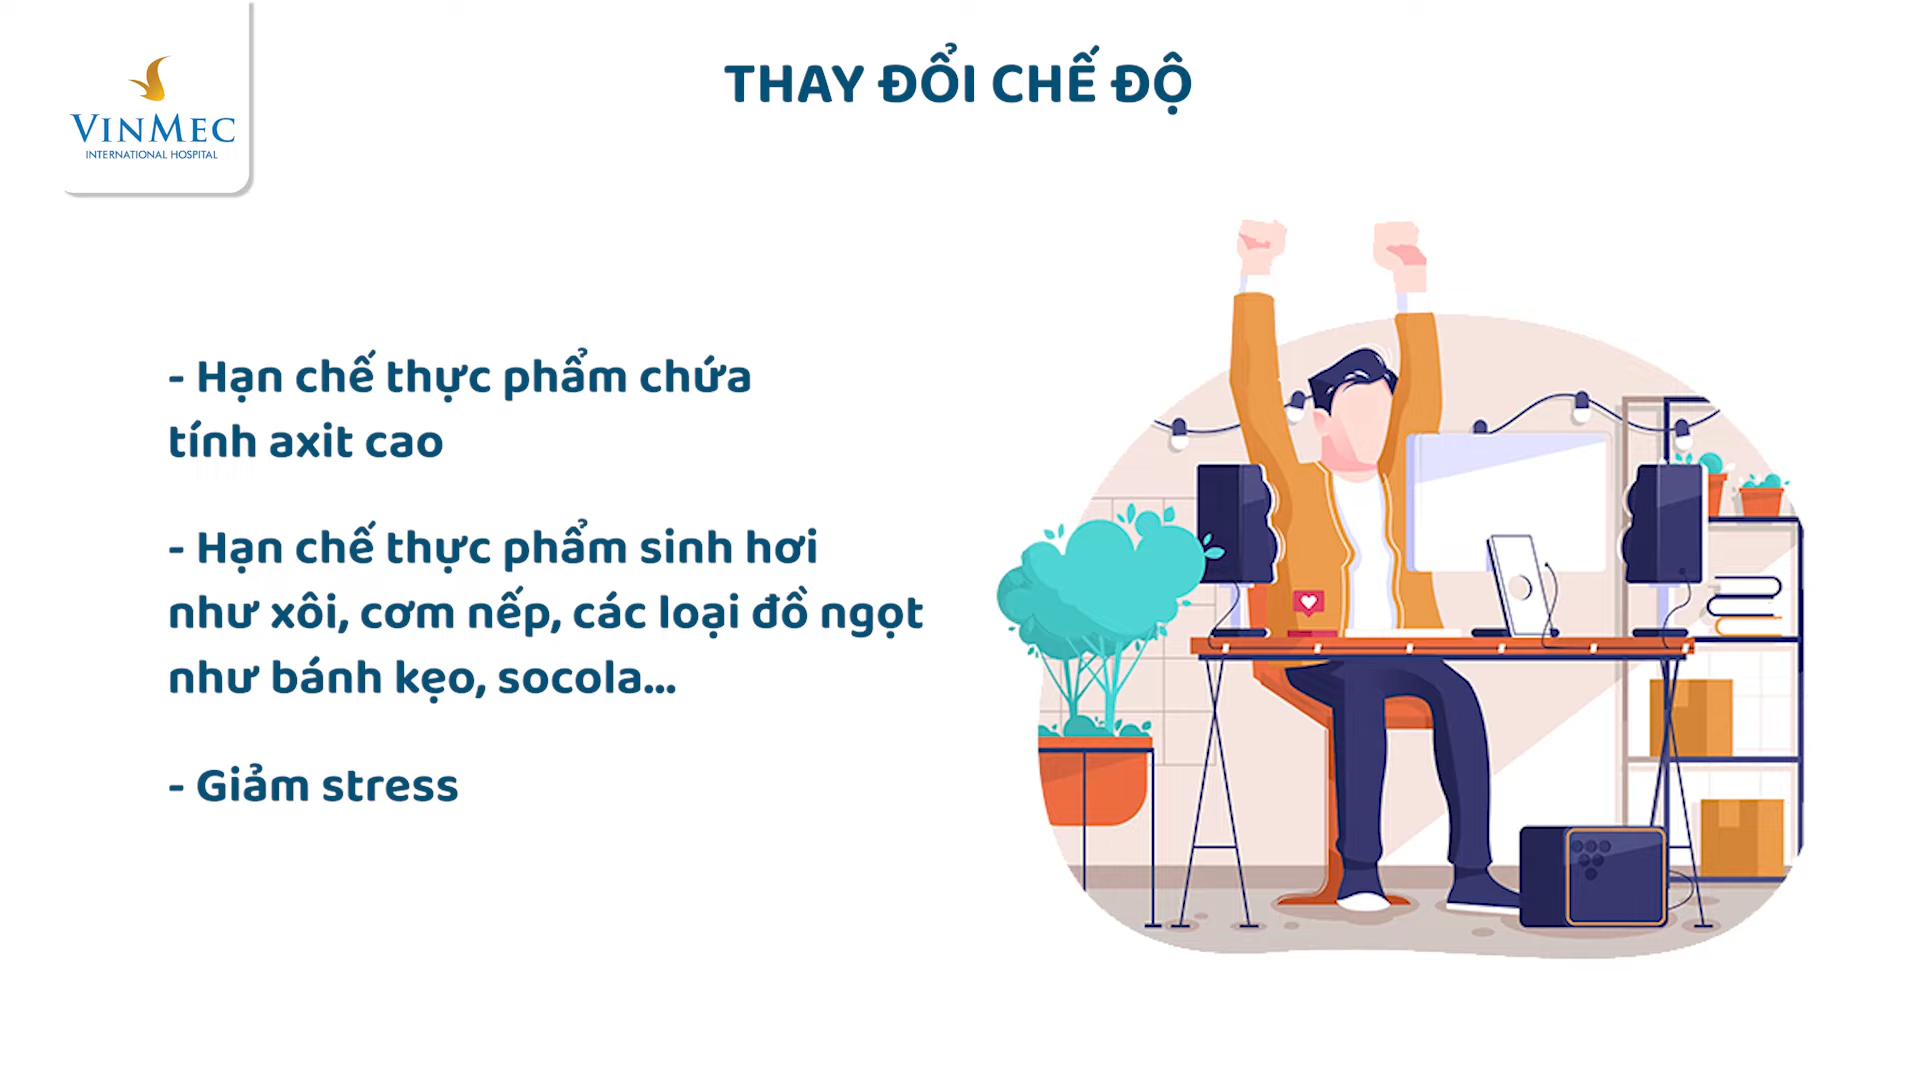 VINMEC
INTERNATIONAL HOSPITAL
THAY ĐỔI CHẾ ĐỘ
- Hạn chế thực phẩm chứa
tính axit cao
- Hạn chế thực phẩm sinh hơi
như xôi, cơm nếp, các loại đồ ngọt
như bánh kẹo, socola...
- Giảm stress